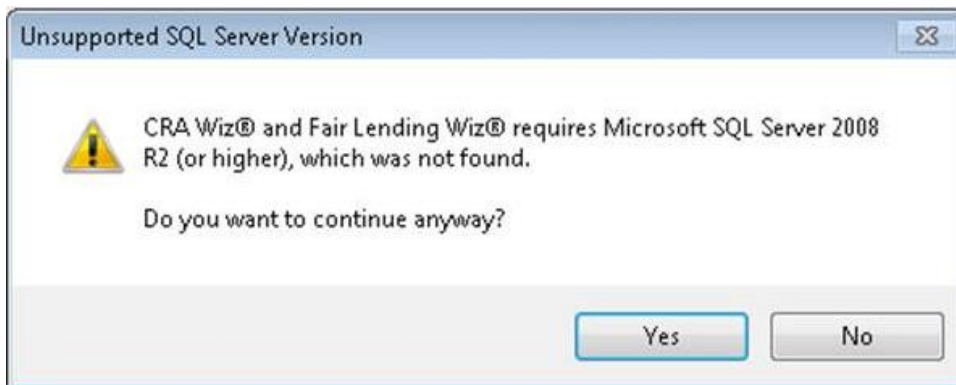 Unsupported SQL Server Version
CRA Wiz® and Fair Lending Wiz® requires Microsoft SQL Server 2008
R2 (or higher), which was not found.
Do you want to continue anyway?
Yes
No